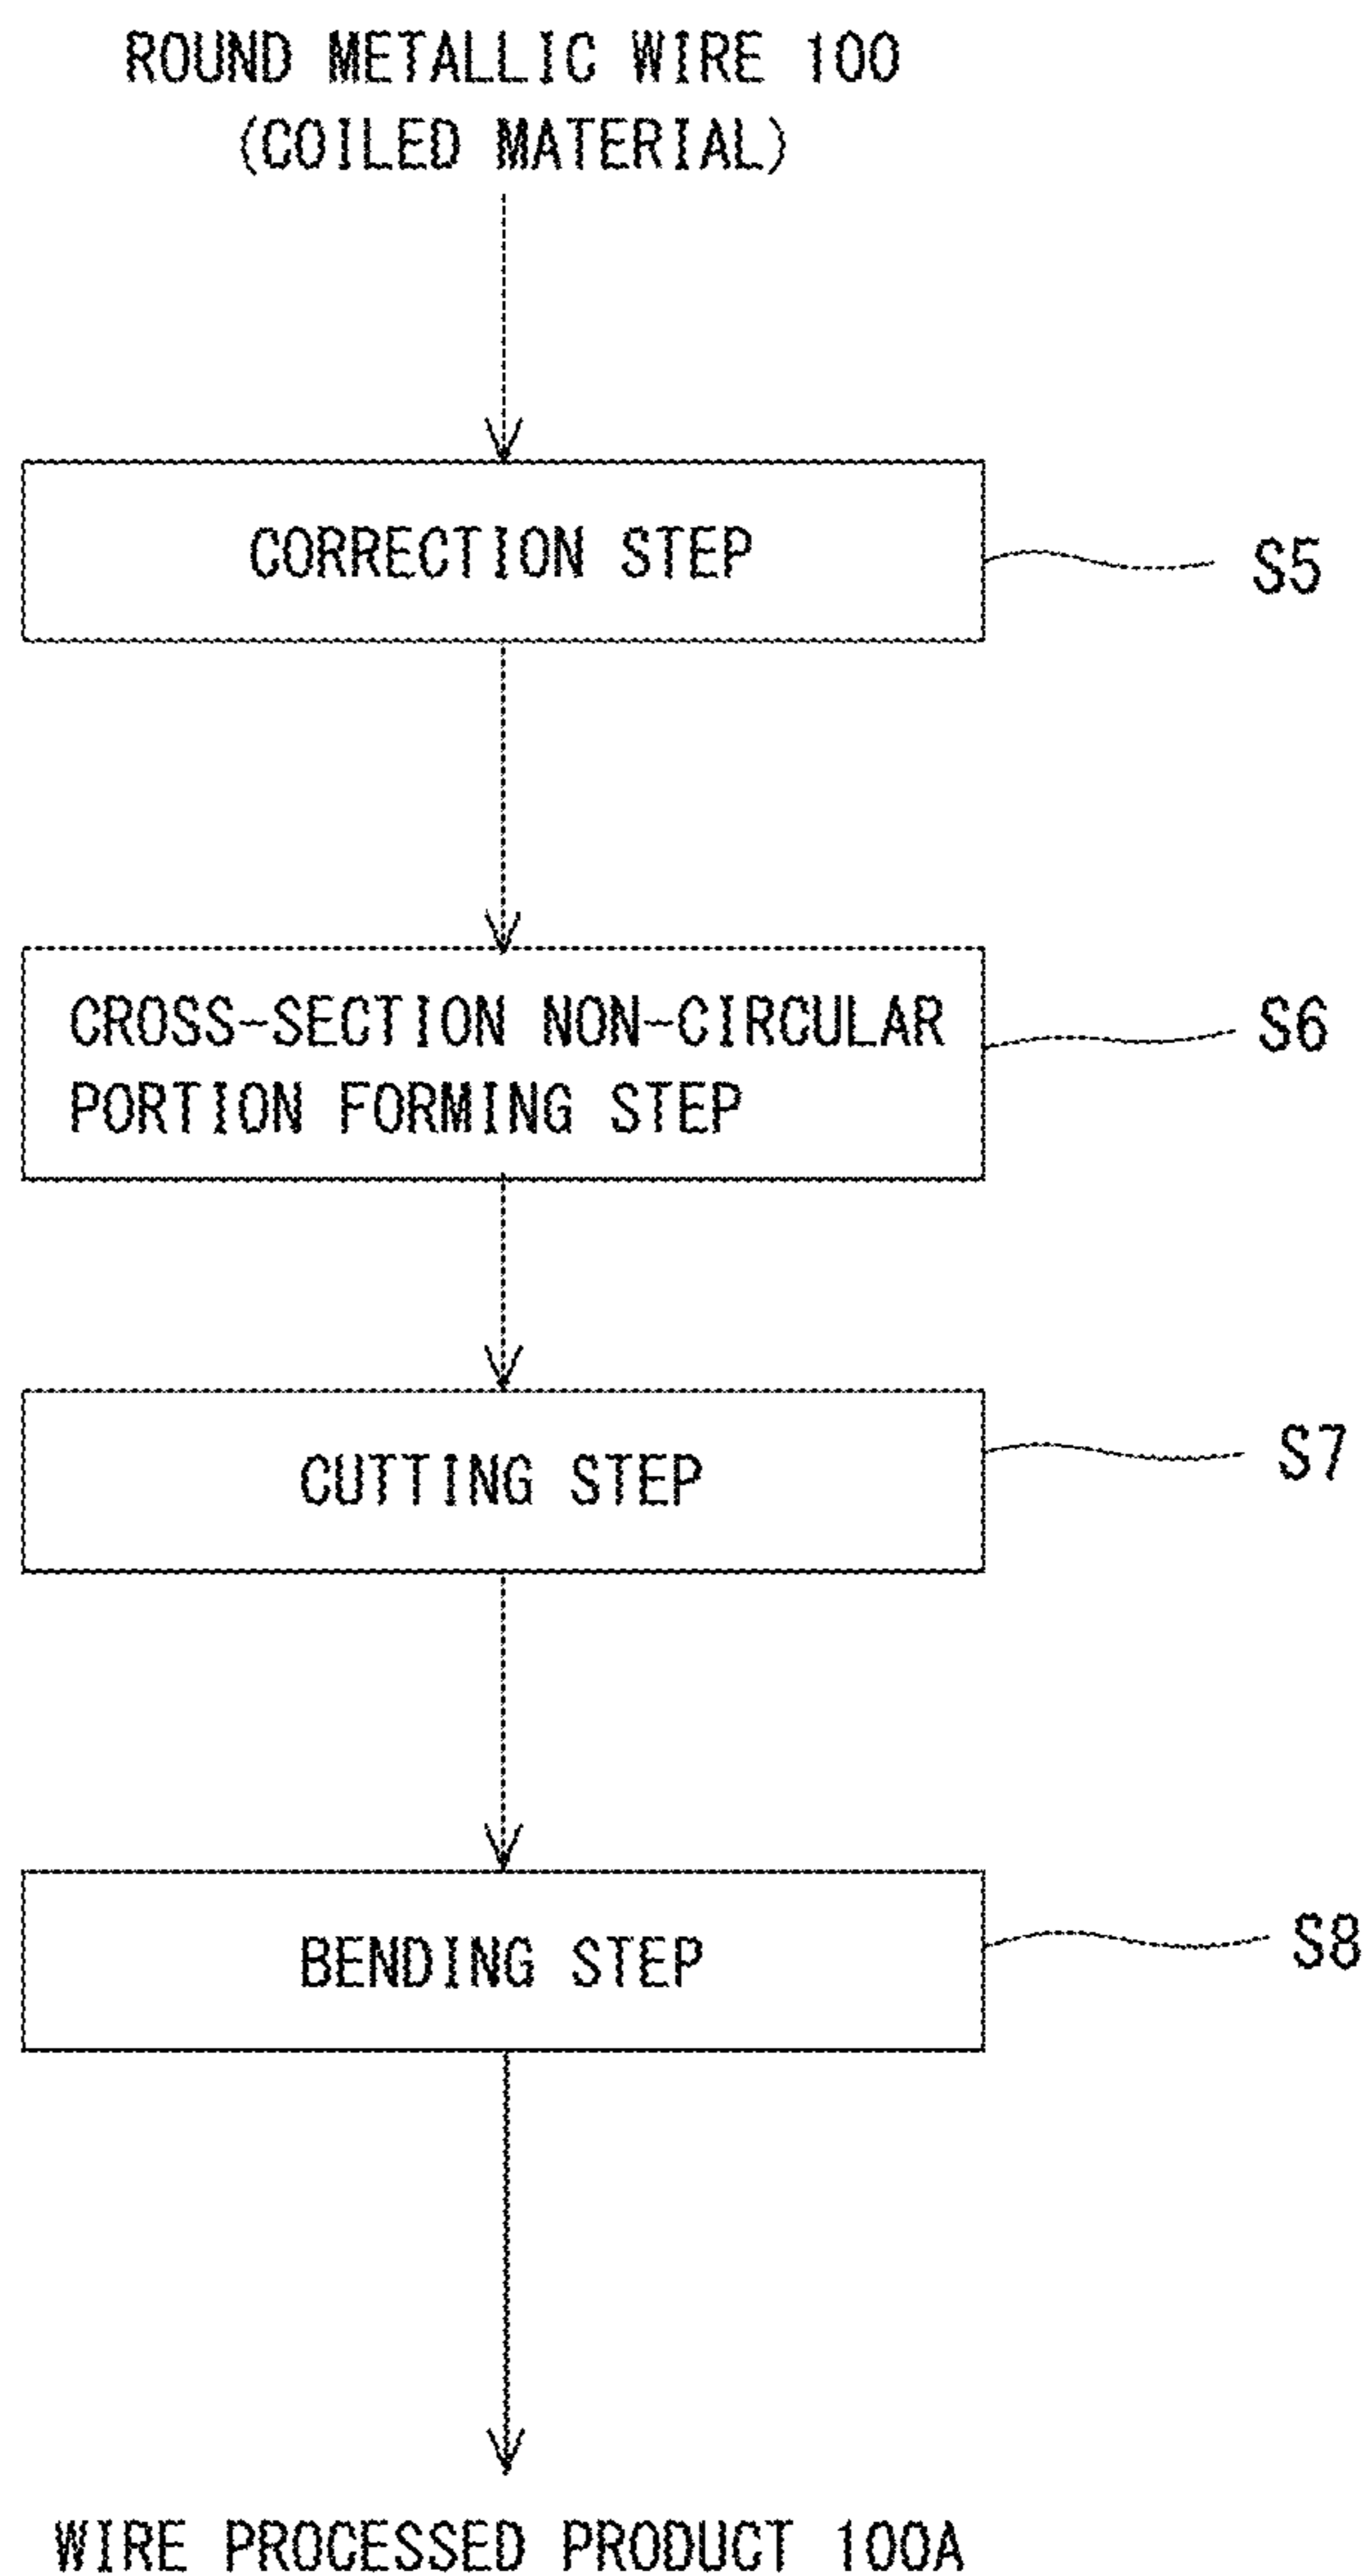 ROUND METALLIC WIRE 100
(COILED MATERIAL)
CORRECTION STEP
S5
CROSS-SECTION NON-CIRCULAR
PORTION FORMING STEP
S6
CUTTING STEP
S7
BENDING STEP
S8
WIRE PROCESSED PRODUCT 100A